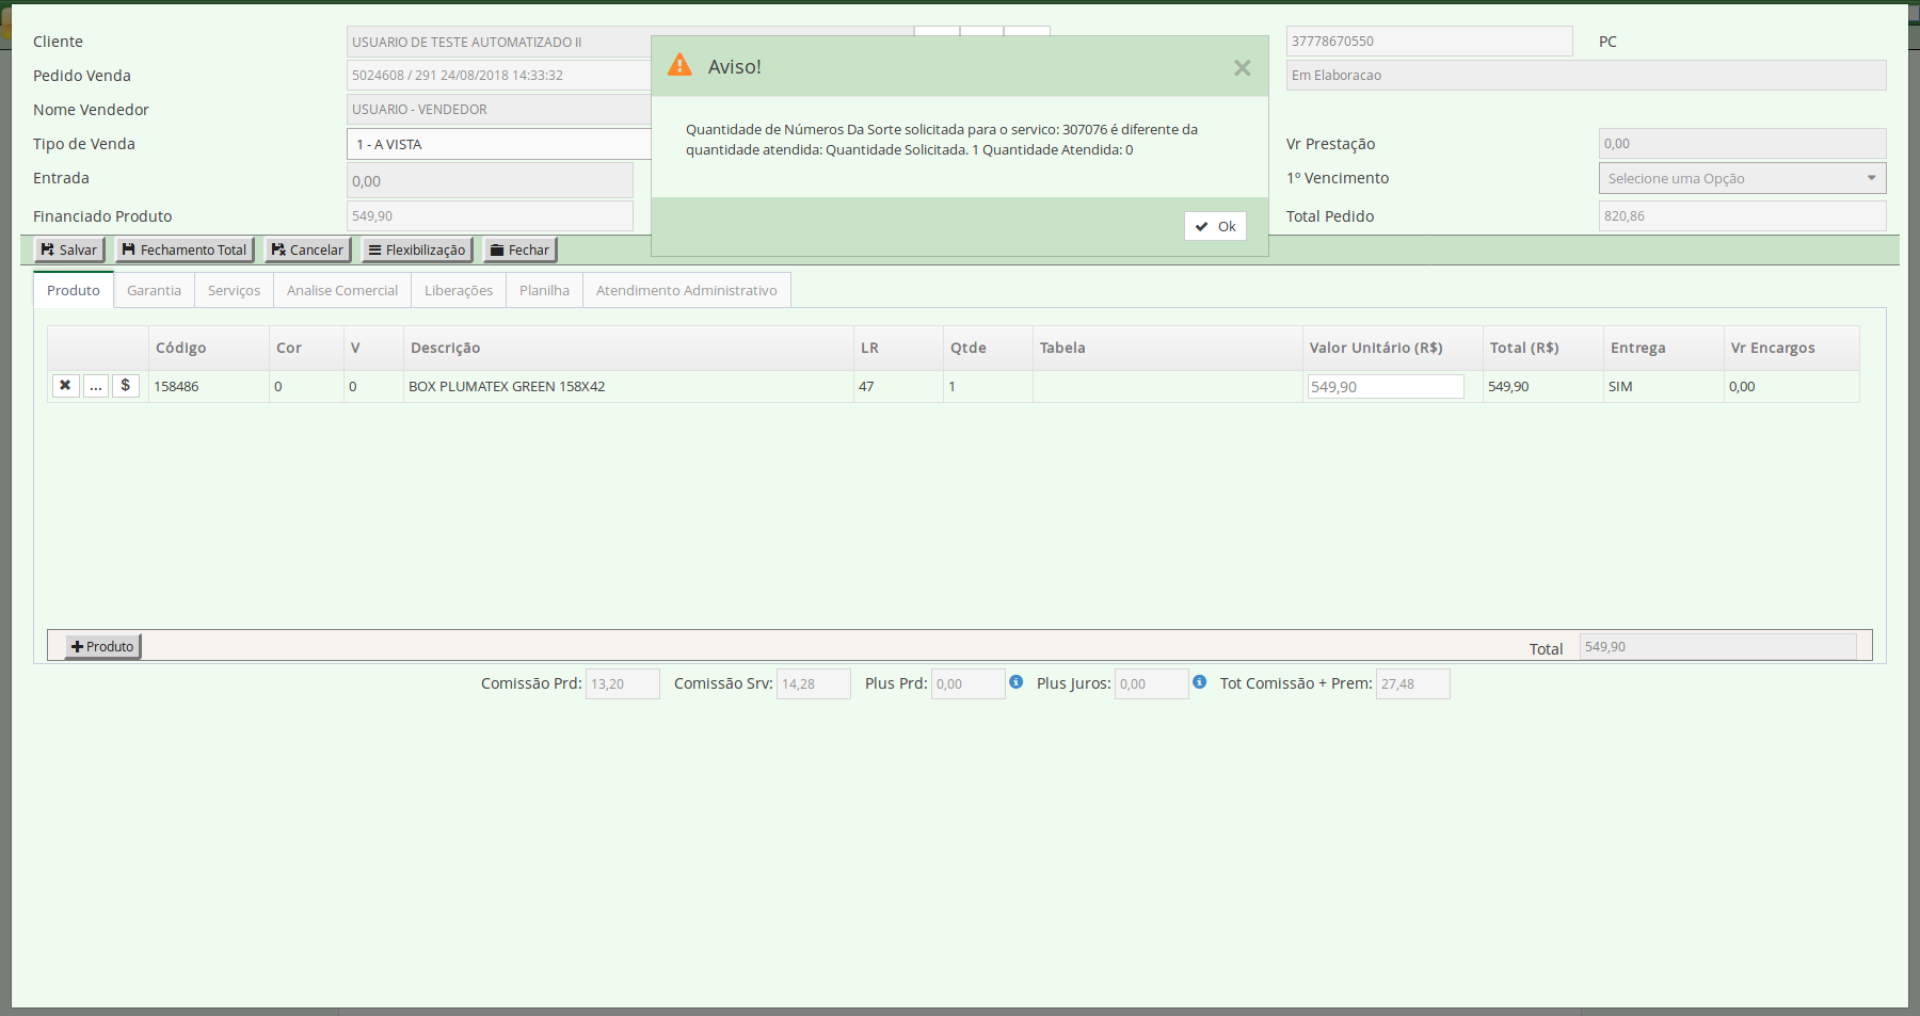 Cliente
USUARIO DE TESTE AUTOMATIZADO II
37778670550
PC
Pedido Venda
5024608 / 291 24/08/2018 14:33:32
Em Elaboracao
Nome Vendedor
USUARIO - VENDEDOR
Tipo de Venda
1 - A VISTA
Vr Prestação
0,00
Entrada
0,00
1º Vencimento
Selecione uma Opção
Financiado Produto
549,90
Total Pedido
820,86
Aviso!
Quantidade de Números Da Sorte solicitada para o servico: 307076 é diferente da
quantidade atendida: Quantidade Solicitada. 1 Quantidade Atendida: 0
Ok
Salvar Fechamento Total Cancelar Flexibilização Fechar
Produto Garantia Serviços Analise Comercial Liberações Planilha Atendimento Administrativo
Código Cor V Descrição LR Qtde Tabela Valor Unitário (R$) Total (R$) Entrega Vr Encargos
... $ 158486 0 0 BOX PLUMATEX GREEN 158X42 47 1 549,90 549,90 SIM 0,00
Produto Total 549,90
Comissão Prd: 13,20 Comissão Srv: 14,28 Plus Prd: 0,00 Plus Juros: 0,00 Tot Comissão + Prem: 27,48